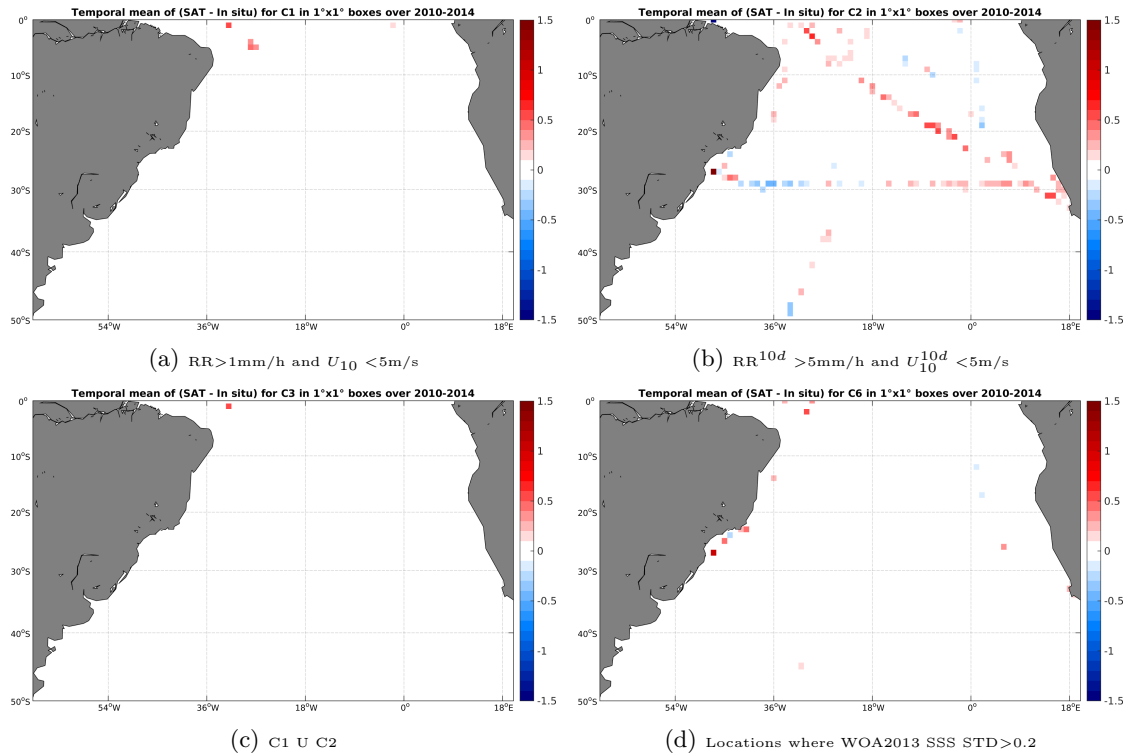 Temporal mean of (SAT - In situ) for C1 in 1°x1° boxes over 2010-2014
0°
10°S
20°S
30°S
40°S
50°S
54°W
36°W
18°W
0°
18°E
1.5
1
0.5
0
-0.5
-1
-1.5
(a) RR>1mm/h and U10 <5m/s
Temporal mean of (SAT - In situ) for C2 in 1°x1° boxes over 2010-2014
0°
10°S
20°S
30°S
40°S
50°S
54°W
36°W
18°W
0°
18°E
1.5
1
0.5
0
-0.5
-1
-1.5
(b) RR^10d >5mm/h and U10^10d <5m/s
Temporal mean of (SAT - In situ) for C3 in 1°x1° boxes over 2010-2014
0°
10°S
20°S
30°S
40°S
50°S
54°W
36°W
18°W
0°
18°E
1.5
1
0.5
0
-0.5
-1
-1.5
(c) C1 U C2
Temporal mean of (SAT - In situ) for C6 in 1°x1° boxes over 2010-2014
0°
10°S
20°S
30°S
40°S
50°S
54°W
36°W
18°W
0°
18°E
1.5
1
0.5
0
-0.5
-1
-1.5
(d) Locations where WOA2013 SSS STD>0.2